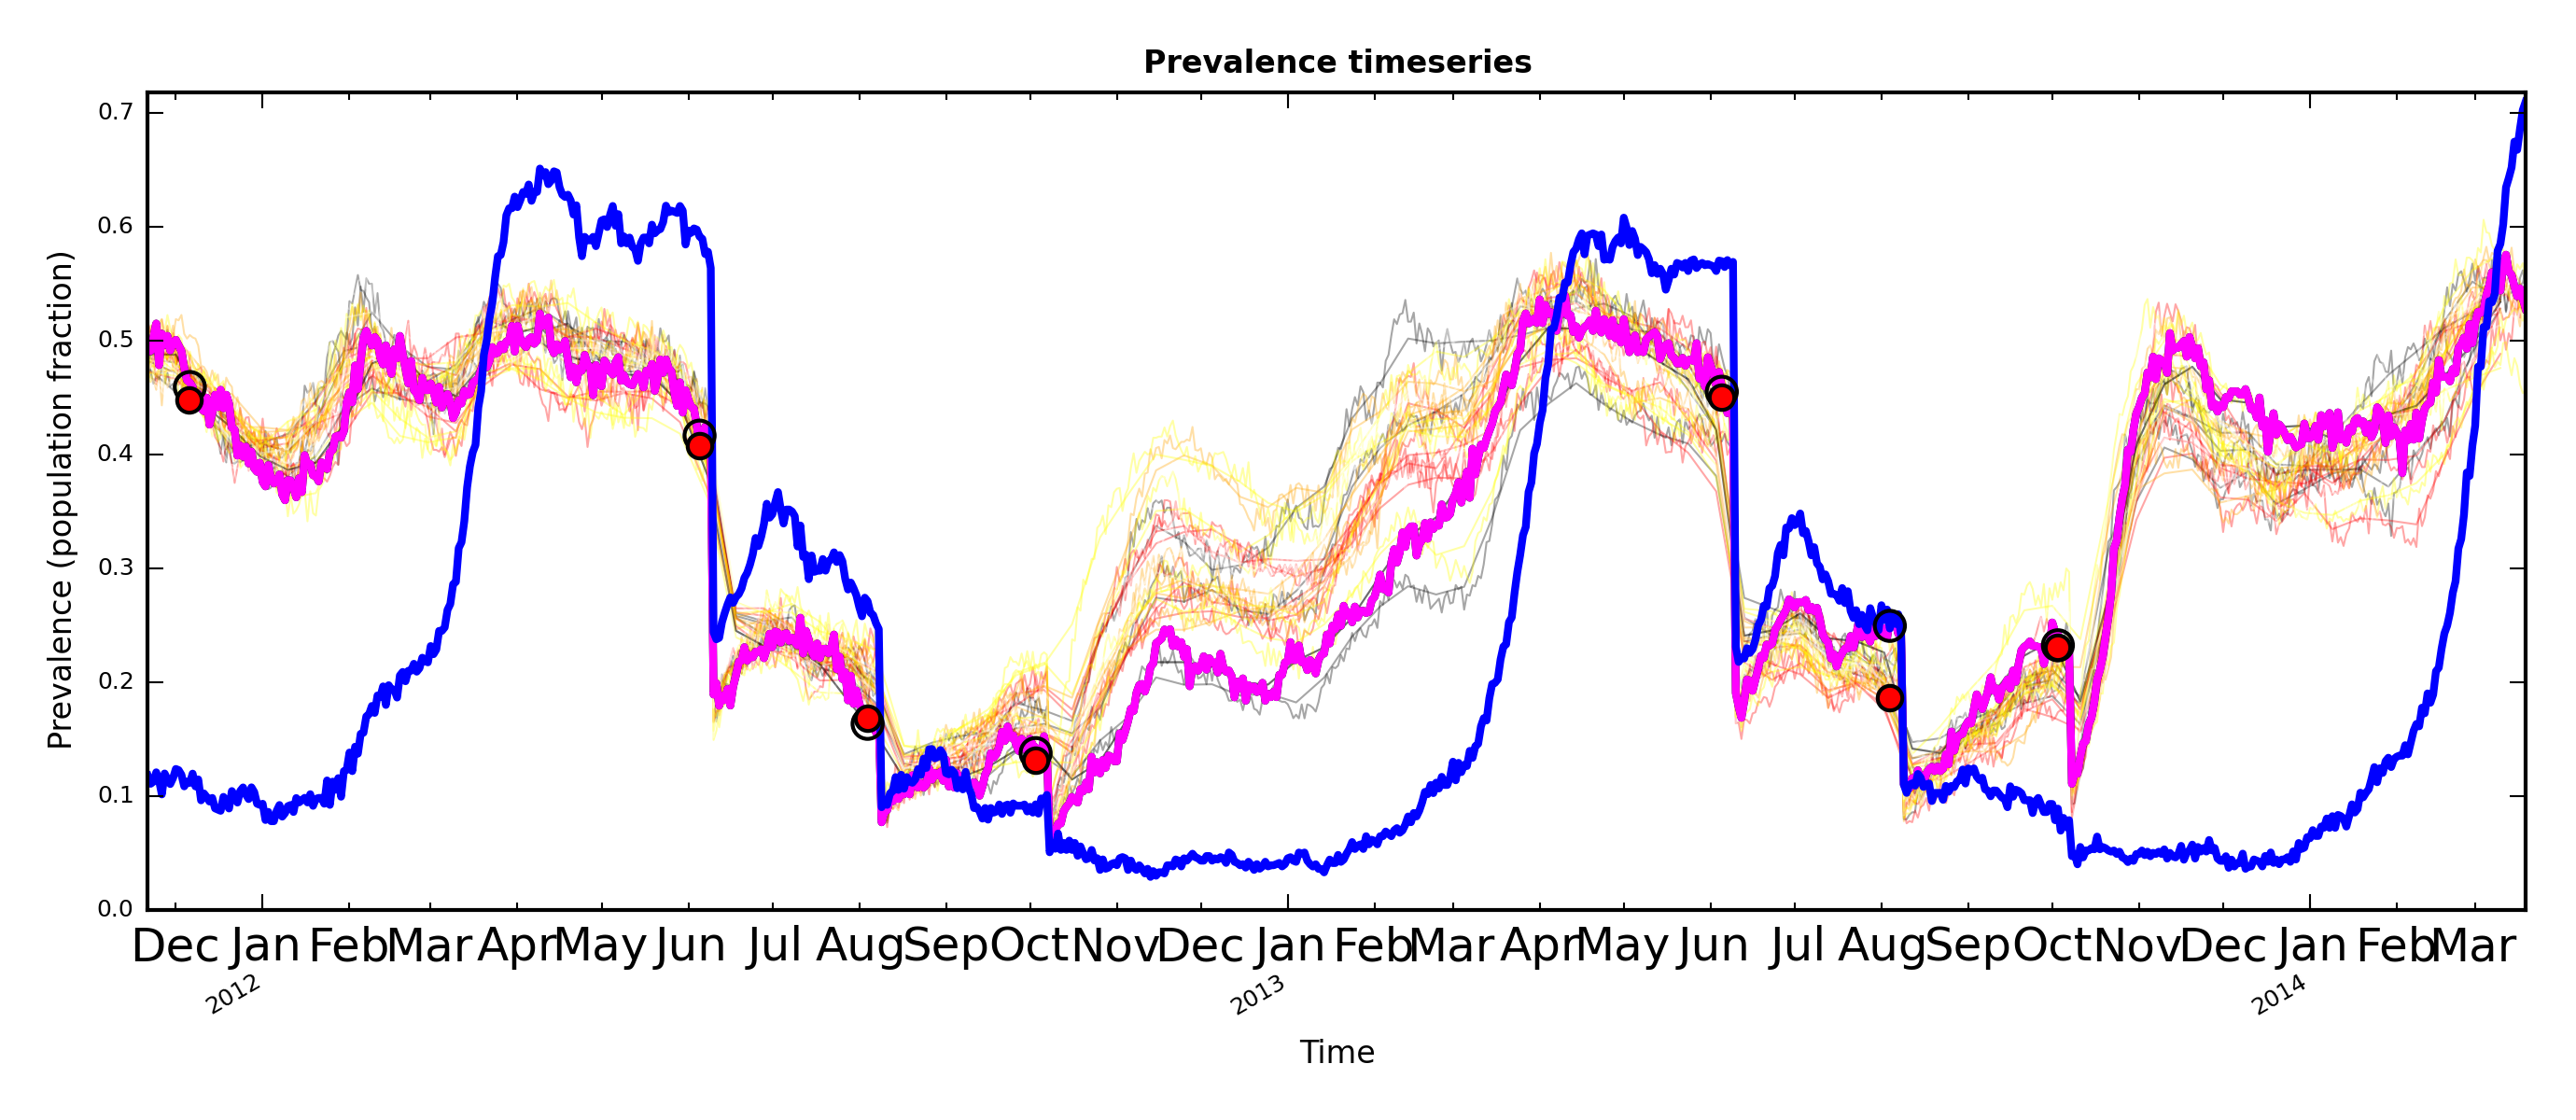 Prevalence timeseries
Prevalence (population fraction)
0.7
0.6
0.5
0.4
0.3
0.2
0.1
0.0
Dec Jan Feb Mar Apr May Jun Jul Aug Sep Oct Nov Dec Jan Feb Mar Apr May Jun Jul Aug Sep Oct Nov Dec Jan Feb Mar
2012 2013 2014
Time